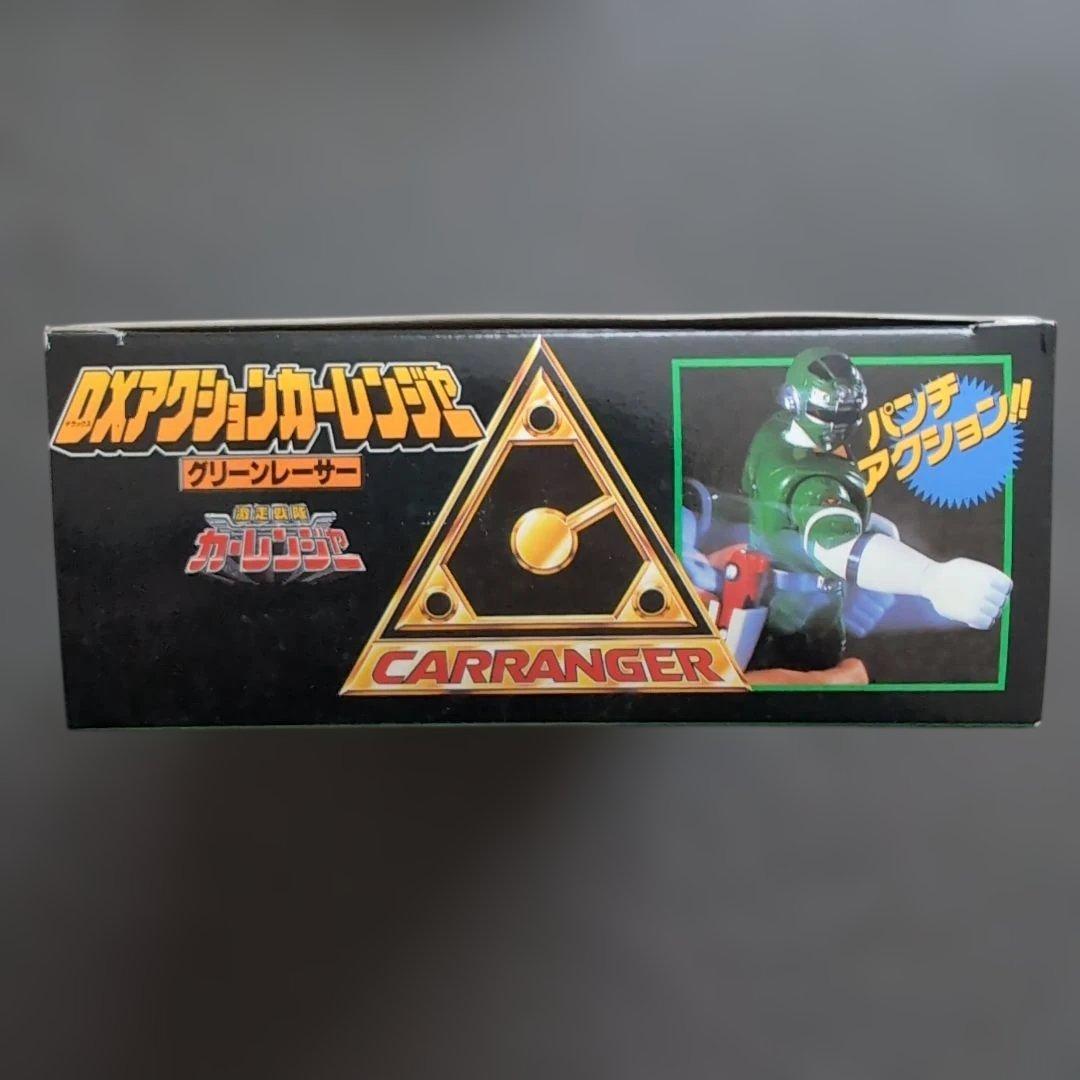 DXアクションカーレンジャー
デラックス
グリーンレーサー
激走戦隊
カーレンジャー
CARRANGER
パンチ
アクション!!